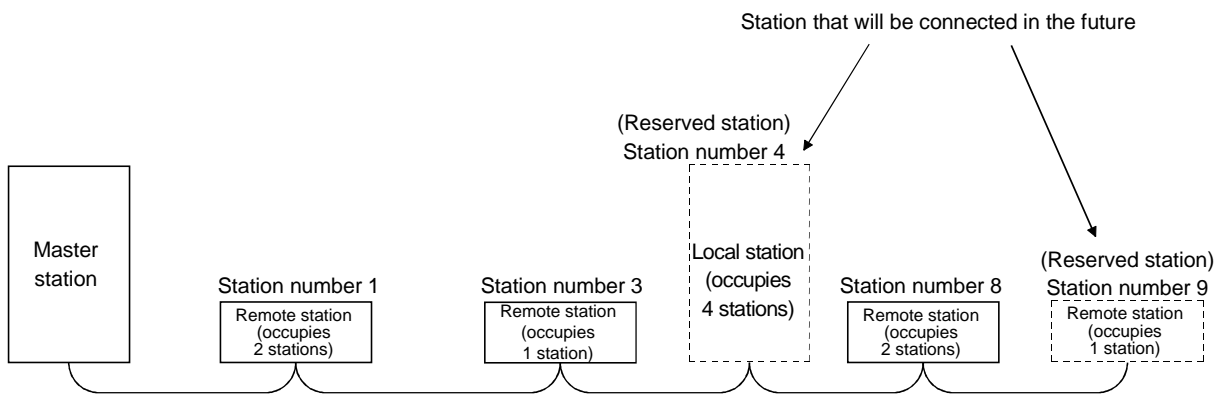 Station that will be connected in the future
(Reserved station)
Station number 4
Master
station
Station number 1
Remote station
(occupies
2 stations)
Station number 3
Remote station
(occupies
1 station)
Local station
(occupies
4 stations)
Station number 8
Remote station
(occupies
2 stations)
(Reserved station)
Station number 9
Remote station
(occupies
1 station)